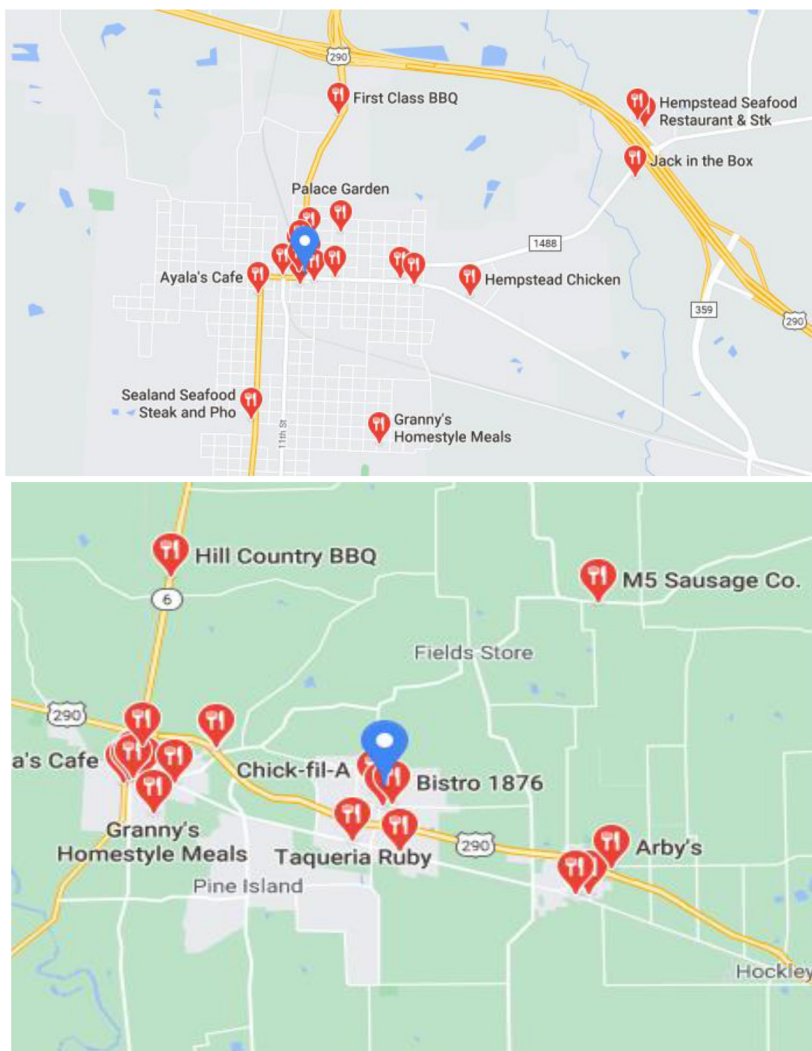 290
First Class BBQ
Hempstead Seafood
Restaurant & Stk
Jack in the Box
Palace Garden
1488
Ayala's Cafe
Hempstead Chicken
359
290
Sealand Seafood
Steak and Pho
11th St
Granny's
Homestyle Meals
Hill Country BBQ
M5 Sausage Co.
6
Fields Store
290
a's Cafe
Chick-fil-A
Bistro 1876
Granny's
Homestyle Meals
Taqueria Ruby
290
Arby's
Pine Island
Hockley